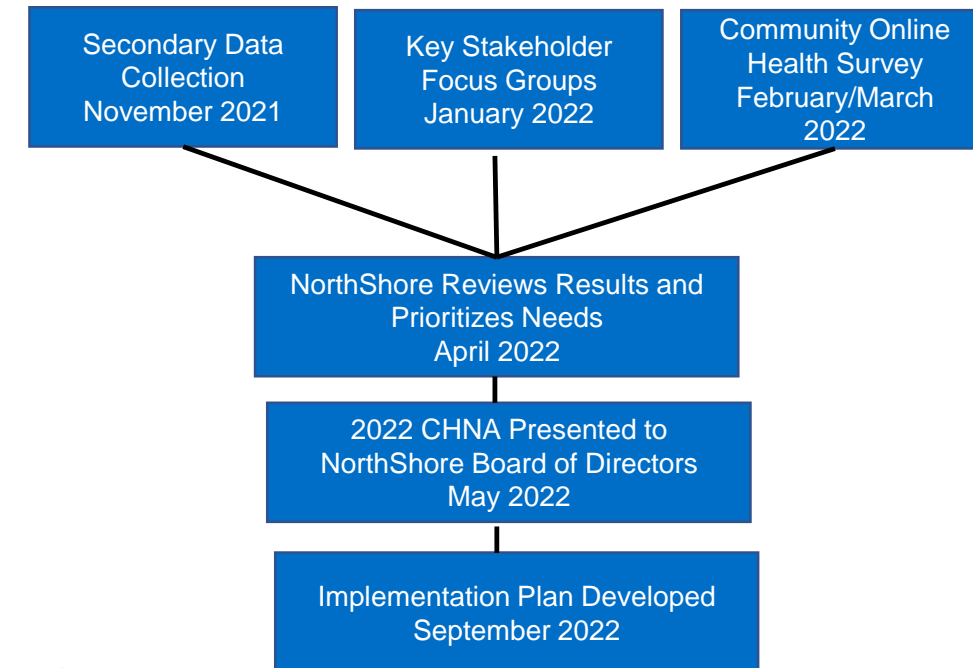 Secondary Data
Collection
November 2021
Key Stakeholder
Focus Groups
January 2022
Community Online
Health Survey
February/March
2022
NorthShore Reviews Results and
Prioritizes Needs
April 2022
2022 CHNA Presented to
NorthShore Board of Directors
May 2022
Implementation Plan Developed
September 2022